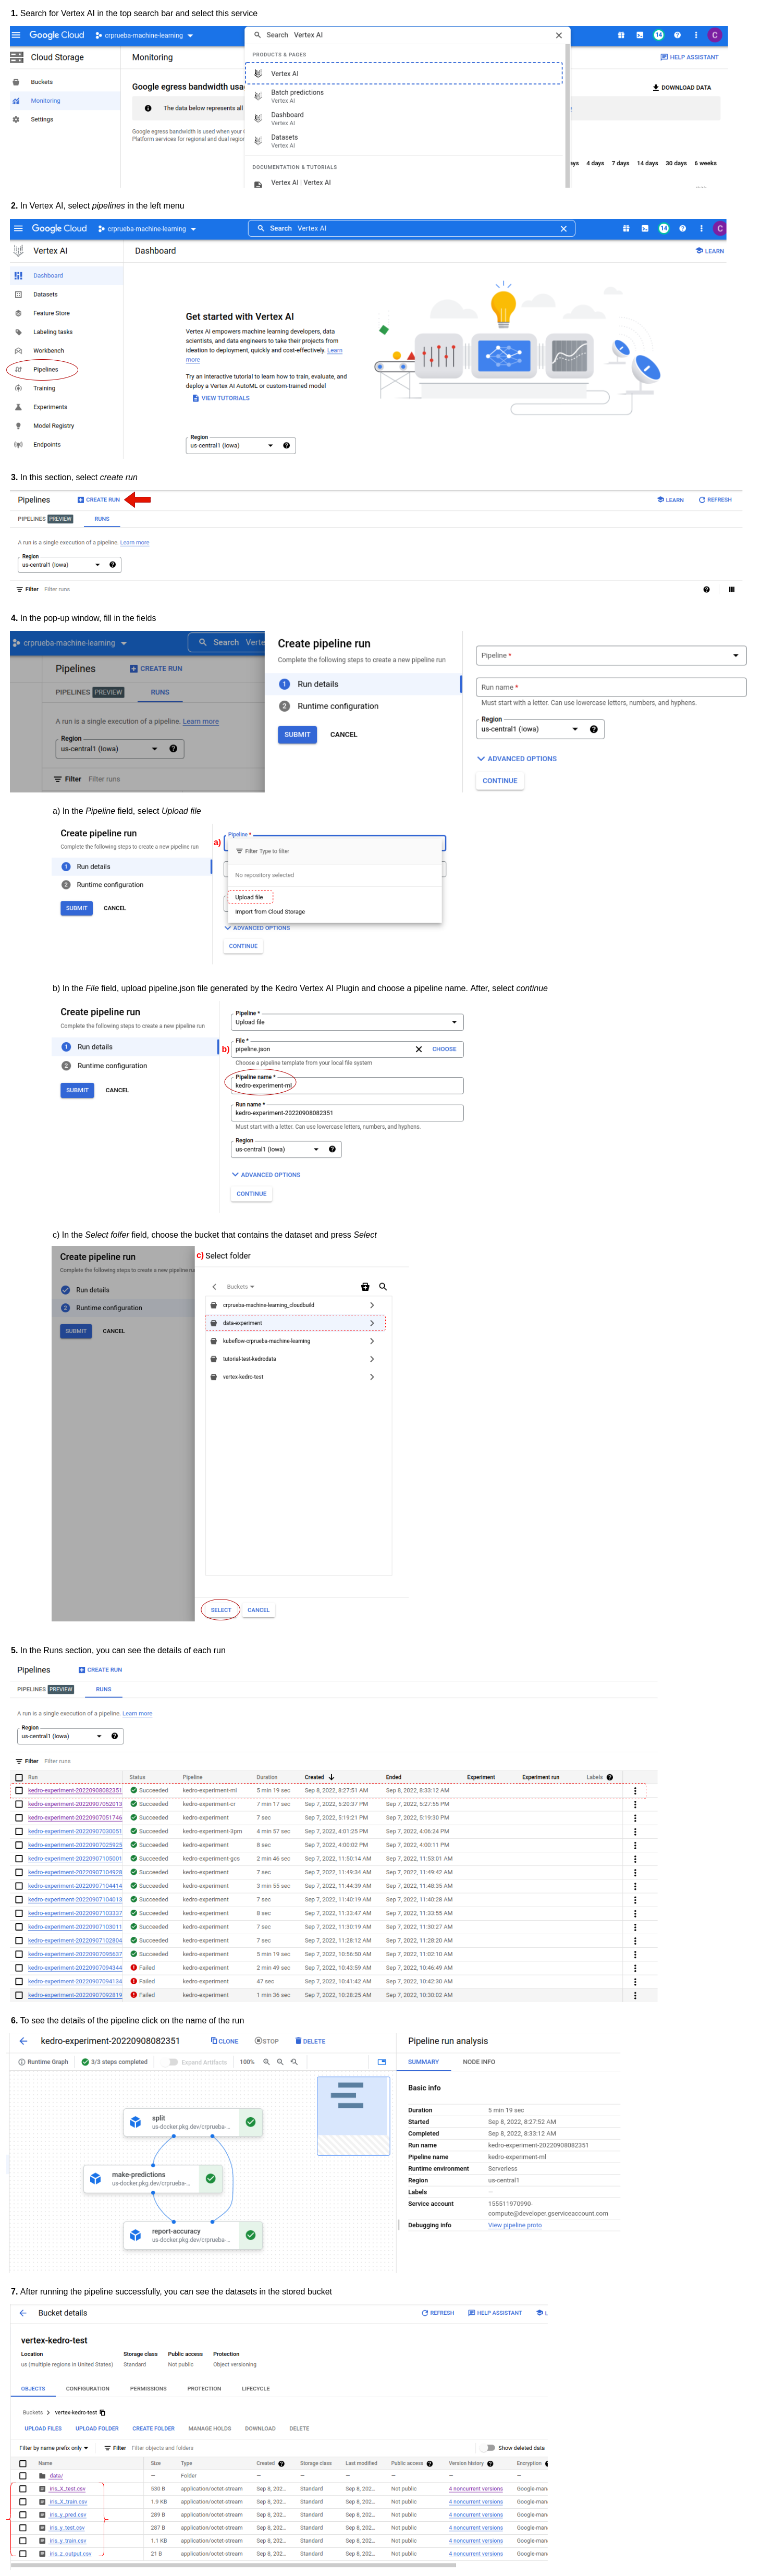 1. Search for Vertex AI in the top search bar and select this service
Google Cloud crprueba-machine-learning Search Vertex AI 14 C
Cloud Storage Monitoring PRODUCTS & PAGES HELP ASSISTANT
Vertex AI
Buckets
Google egress bandwidth usa DOWNLOAD DATA
Batch predictions
Vertex AI
Monitoring
The data below represents all
Dashboard
Vertex AI
Settings
Google egress bandwidth is used when your
Platform services for regional and dual region
Datasets
Vertex AI
ays 4 days 7 days 14 days 30 days 6 weeks
DOCUMENTATION & TUTORIALS
Vertex AI | Vertex AI
2. In Vertex AI, select pipelines in the left menu
Google Cloud crprueba-machine-learning Search Vertex AI 14 C
Vertex AI Dashboard LEARN
Dashboard
Datasets
Feature Store
Labeling tasks
Workbench
Pipelines
Training
Experiments
Model Registry
Endpoints
Get started with Vertex AI
Vertex AI empowers machine learning developers, data
scientists, and data engineers to take their projects from
ideation to deployment, quickly and cost-effectively. Learn
more
Try an interactive tutorial to learn how to train, evaluate, and
deploy a Vertex AI AutoML or custom-trained model
VIEW TUTORIALS
Region
us-central1 (Iowa)
3. In this section, select create run
Pipelines CREATE RUN LEARN REFRESH
PIPELINES PREVIEW RUNS
A run is a single execution of a pipeline. Learn more
Region
us-central1 (Iowa)
Filter Filter runs
4. In the pop-up window, fill in the fields
crprueba-machine-learning Search Verte
Pipelines CREATE RUN
PIPELINES PREVIEW RUNS
A run is a single execution of a pipeline. Learn more
Region
us-central1 (Iowa)
Filter Filter runs
Create pipeline run
Complete the following steps to create a new pipeline run
1 Run details
2 Runtime configuration
SUBMIT CANCEL
Pipeline *
Run name *
Must start with a letter. Can use lowercase letters, numbers, and hyphens.
Region
us-central1 (Iowa)
ADVANCED OPTIONS
CONTINUE
a) In the Pipeline field, select Upload file
Create pipeline run
Complete the following steps to create a new pipeline run
1 Run details
2 Runtime configuration
SUBMIT CANCEL
a)
Pipeline *
Filter Type to filter
No repository selected
Upload file
Import from Cloud Storage
ADVANCED OPTIONS
CONTINUE
b) In the File field, upload pipeline.json file generated by the Kedro Vertex AI Plugin and choose a pipeline name. After, select continue
Create pipeline run
Complete the following steps to create a new pipeline run
1 Run details
2 Runtime configuration
SUBMIT CANCEL
Pipeline *
Upload file
b)
File *
pipeline.json CHOOSE
Choose a pipeline template from your local file system
Pipeline name *
kedro-experiment-ml
Run name *
kedro-experiment-20220908082351
Must start with a letter. Can use lowercase letters, numbers, and hyphens.
Region
us-central1 (Iowa)
ADVANCED OPTIONS
CONTINUE
c) In the Select folfer field, choose the bucket that contains the dataset and press Select
Create pipeline run
Complete the following steps to create a new pipeline ru
Run details
2 Runtime configuration
SUBMIT CANCEL
c) Select folder
Buckets
crprueba-machine-learning_cloudbuild
data-experiment
kubeflow-crprueba-machine-learning
tutorial-test-kedrodata
vertex-kedro-test
SELECT CANCEL
5. In the Runs section, you can see the details of each run
Pipelines CREATE RUN
PIPELINES PREVIEW RUNS
A run is a single execution of a pipeline. Learn more
Region
us-central1 (Iowa)
Filter Filter runs
Run Status Pipeline Duration Created Ended Experiment Experiment run Labels
kedro-experiment-20220908082351 Succeeded kedro-experiment-ml 5 min 19 sec Sep 8, 2022, 8:27:51 AM Sep 8, 2022, 8:33:12 AM
kedro-experiment-20220907052013 Succeeded kedro-experiment-cr 7 min 17 sec Sep 7, 2022, 5:20:37 PM Sep 7, 2022, 5:27:55 PM
kedro-experiment-20220907051746 Succeeded kedro-experiment 7 sec Sep 7, 2022, 5:19:21 PM Sep 7, 2022, 5:19:30 PM
kedro-experiment-20220907030051 Succeeded kedro-experiment-3pm 4 min 57 sec Sep 7, 2022, 4:01:25 PM Sep 7, 2022, 4:06:24 PM
kedro-experiment-20220907025925 Succeeded kedro-experiment 8 sec Sep 7, 2022, 4:00:02 PM Sep 7, 2022, 4:00:11 PM
kedro-experiment-20220907105001 Succeeded kedro-experiment-gcs 2 min 46 sec Sep 7, 2022, 11:50:14 AM Sep 7, 2022, 11:53:01 AM
kedro-experiment-20220907104928 Succeeded kedro-experiment 7 sec Sep 7, 2022, 11:49:34 AM Sep 7, 2022, 11:49:42 AM
kedro-experiment-20220907104414 Succeeded kedro-experiment 3 min 55 sec Sep 7, 2022, 11:44:39 AM Sep 7, 2022, 11:48:35 AM
kedro-experiment-20220907104013 Succeeded kedro-experiment 7 sec Sep 7, 2022, 11:40:19 AM Sep 7, 2022, 11:40:28 AM
kedro-experiment-20220907103337 Succeeded kedro-experiment 8 sec Sep 7, 2022, 11:33:47 AM Sep 7, 2022, 11:33:55 AM
kedro-experiment-20220907103011 Succeeded kedro-experiment 7 sec Sep 7, 2022, 11:30:19 AM Sep 7, 2022, 11:30:27 AM
kedro-experiment-20220907102804 Succeeded kedro-experiment 7 sec Sep 7, 2022, 11:28:12 AM Sep 7, 2022, 11:28:20 AM
kedro-experiment-20220907095637 Succeeded kedro-experiment 5 min 19 sec Sep 7, 2022, 10:56:50 AM Sep 7, 2022, 11:02:10 AM
kedro-experiment-20220907094344 Failed kedro-experiment 2 min 49 sec Sep 7, 2022, 10:43:59 AM Sep 7, 2022, 10:46:49 AM
kedro-experiment-20220907094134 Failed kedro-experiment 47 sec Sep 7, 2022, 10:41:42 AM Sep 7, 2022, 10:42:30 AM
kedro-experiment-20220907092819 Failed kedro-experiment 1 min 36 sec Sep 7, 2022, 10:28:25 AM Sep 7, 2022, 10:30:02 AM
6. To see the details of the pipeline click on the name of the run
kedro-experiment-20220908082351 CLONE STOP DELETE
Runtime Graph 3/3 steps completed Expand Artifacts 100%
split
us-docker.pkg.dev/crprueba-...
make-predictions
us-docker.pkg.dev/crprueba-...
report-accuracy
us-docker.pkg.dev/crprueba-...
Pipeline run analysis
SUMMARY NODE INFO
Basic info
Duration 5 min 19 sec
Started Sep 8, 2022, 8:27:52 AM
Completed Sep 8, 2022, 8:33:12 AM
Run name kedro-experiment-20220908082351
Pipeline name kedro-experiment-ml
Runtime environment Serverless
Region us-central1
Labels —
Service account 155511970990-
compute@developer.gserviceaccount.com
Debugging info View pipeline proto
7. After running the pipeline successfully, you can see the datasets in the stored bucket
Bucket details REFRESH HELP ASSISTANT L
vertex-kedro-test
Location Storage class Public access Protection
us (multiple regions in United States) Standard Not public Object versioning
OBJECTS CONFIGURATION PERMISSIONS PROTECTION LIFECYCLE
Buckets vertex-kedro-test
UPLOAD FILES UPLOAD FOLDER CREATE FOLDER MANAGE HOLDS DOWNLOAD DELETE
Filter by name prefix only Filter Filter objects and folders Show deleted data
Name Size Type Created Storage class Last modified Public access Version history Encryption
data/ — Folder — — — — — —
iris_X_test.csv 530 B application/octet-stream Sep 8, 202... Standard Sep 8, 202... Not public 4 noncurrent versions Google-man
iris_X_train.csv 1.9 KB application/octet-stream Sep 8, 202... Standard Sep 8, 202... Not public 4 noncurrent versions Google-man
iris_y_pred.csv 289 B application/octet-stream Sep 8, 202... Standard Sep 8, 202... Not public 4 noncurrent versions Google-man
iris_y_test.csv 287 B application/octet-stream Sep 8, 202... Standard Sep 8, 202... Not public 4 noncurrent versions Google-man
iris_y_train.csv 1.1 KB application/octet-stream Sep 8, 202... Standard Sep 8, 202... Not public 4 noncurrent versions Google-man
iris_z_output.csv 21 B application/octet-stream Sep 8, 202... Standard Sep 8, 202... Not public 4 noncurrent versions Google-man